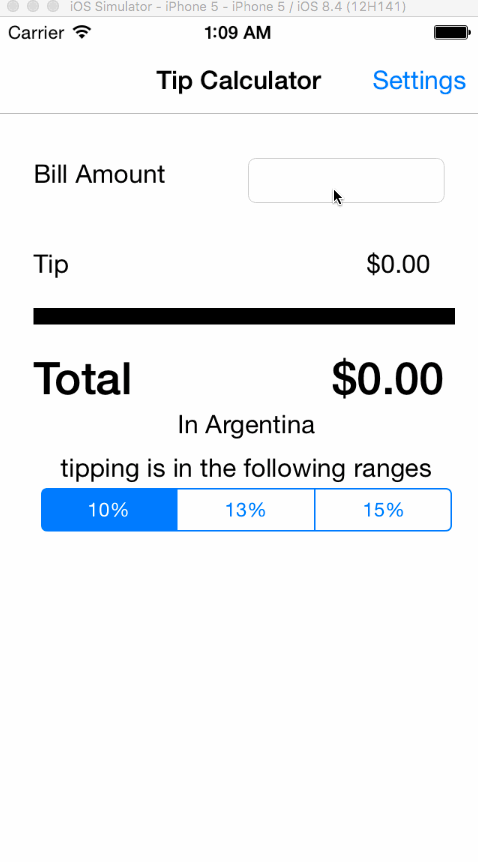 iOS Simulator - iPhone 5 - iPhone 5 / iOS 8.4 (12H141)
Carrier 1:09 AM
Tip Calculator Settings
Bill Amount
Tip $0.00
Total $0.00
In Argentina
tipping is in the following ranges
10% 13% 15%